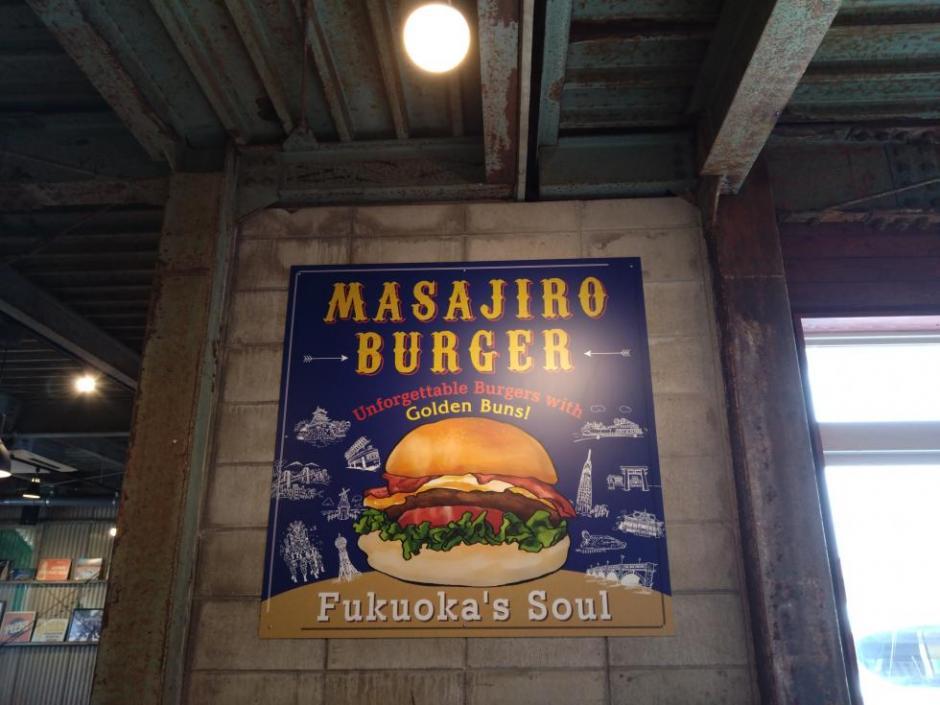 MASAJIRO
BURGER
Unforgettable Burgers with
Golden Buns!
Fukuoka's Soul